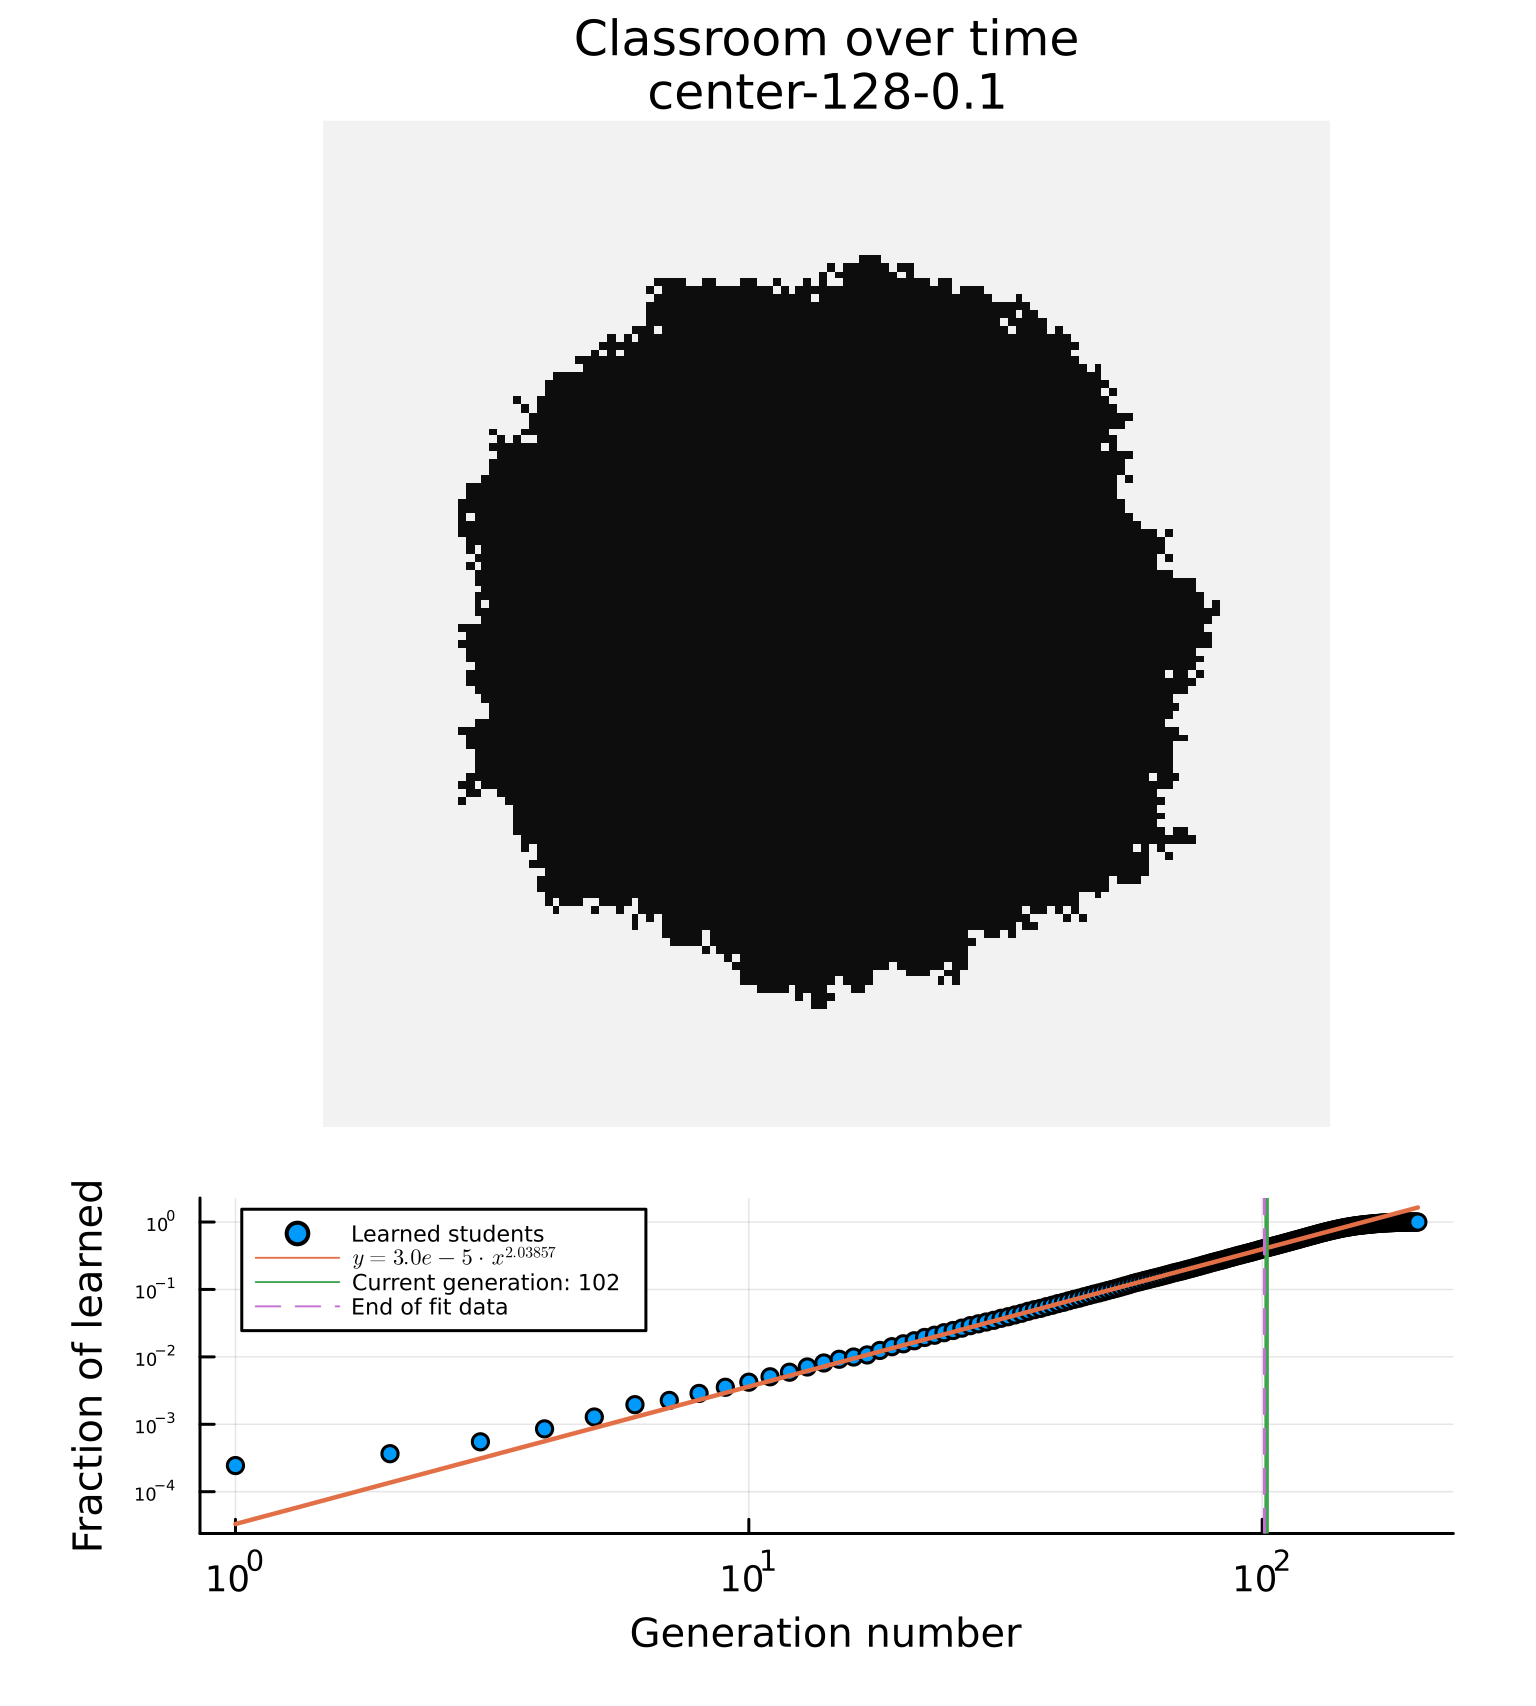 Classroom over time
center-128-0.1
Fraction of learned
10^0
10^-1
10^-2
10^-3
10^-4
Learned students
y = 3.0e − 5 · x^2.03857
Current generation: 102
End of fit data
10^0 10^1 10^2
Generation number